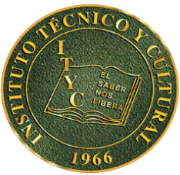 INSTITUTO TÉCNICO Y CULTURAL
ITYC
EL
SABER
NOS
LIBERA
1966